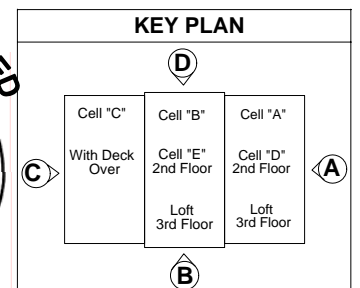 KEY PLAN
ED
D
Cell "C"
Cell "B"
Cell "A"
With Deck
Over
Cell "E"
2nd Floor
Cell "D"
2nd Floor
C
A
Loft
3rd Floor
Loft
3rd Floor
B